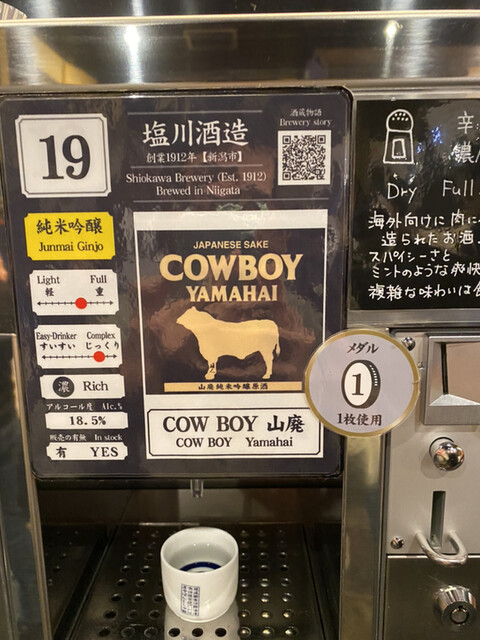 19
塩川酒造
創業1912年【新潟市】
Shiokawa Brewery (Est. 1912)
Brewed in Niigata
酒蔵物語
Brewery story
純米吟醸
Junmai Ginjo
Light Full
軽 重
Easy-Drinker Complex
すいすい じっくり
濃 Rich
アルコール度 Alc.%
18.5%
販売の有無 In stock
有 YES
JAPANESE SAKE
COWBOY
YAMAHAI
山廃純米吟醸原酒
COW BOY 山廃
COW BOY Yamahai
メダル
1
1枚使用
辛
濃
Dry Full
海外向けに肉に
造られたお酒
スパイシーさと
ミントのような爽快
複雑な味わいは